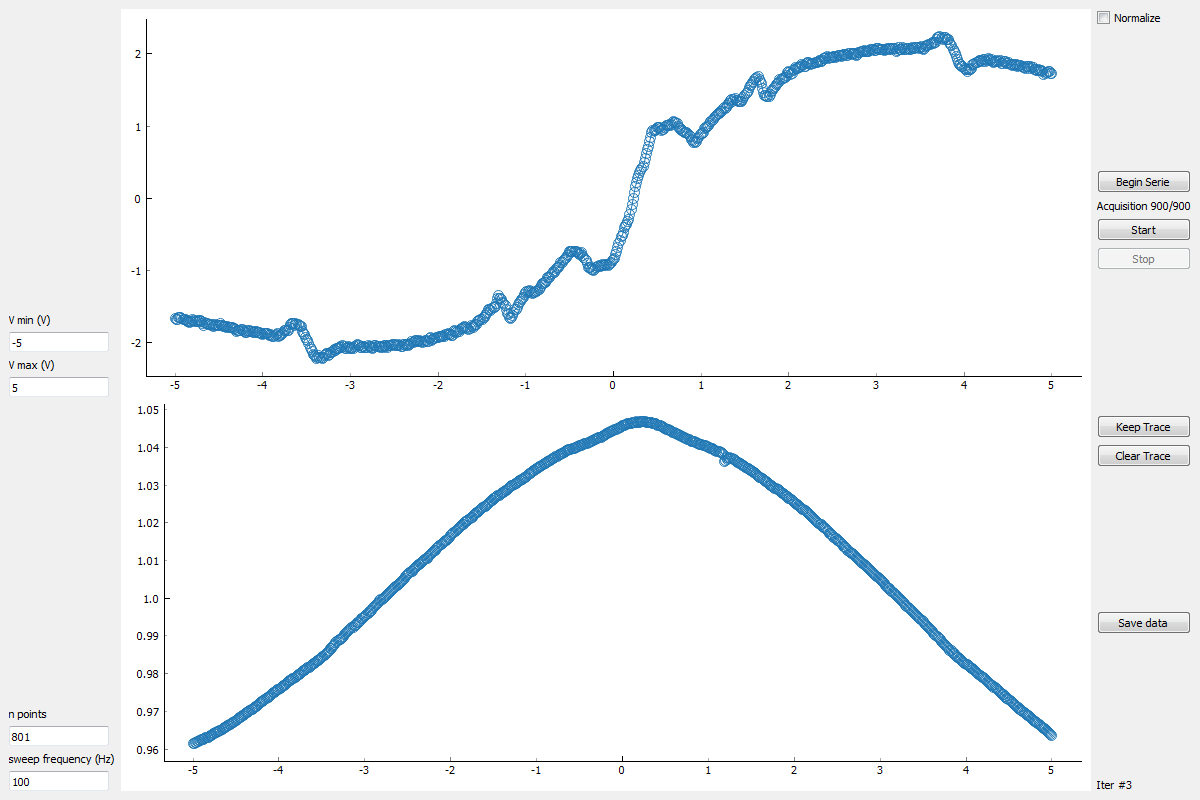 Normalize
2
1
0
-1
-2
-5 -4 -3 -2 -1 0 1 2 3 4 5
Begin Serie
Acquisition 900/900
Start
Stop
V min (V)
-5
V max (V)
5
1.05
1.04
1.03
1.02
1.01
1.0
0.99
0.98
0.97
0.96
-5 -4 -3 -2 -1 0 1 2 3 4 5
Keep Trace
Clear Trace
Save data
n points
801
sweep frequency (Hz)
100
Iter #3